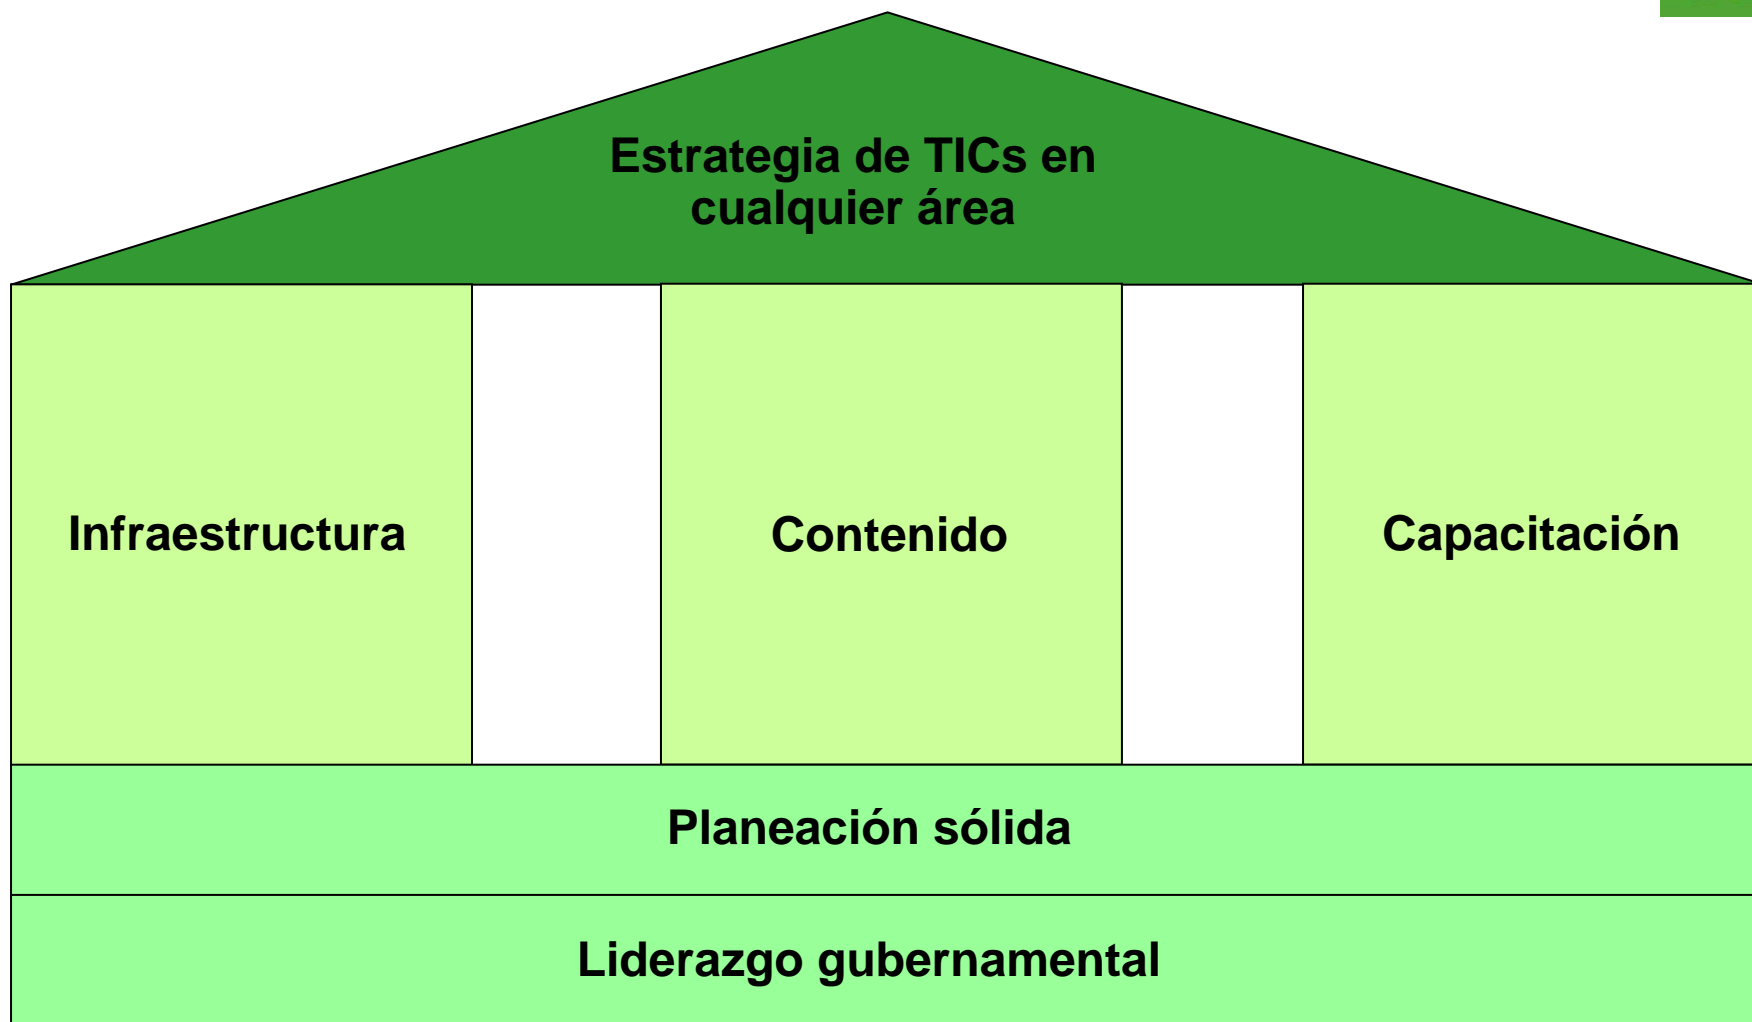 Estrategia de TICs en
cualquier área
Infraestructura
Contenido
Capacitación
Planeación sólida
Liderazgo gubernamental